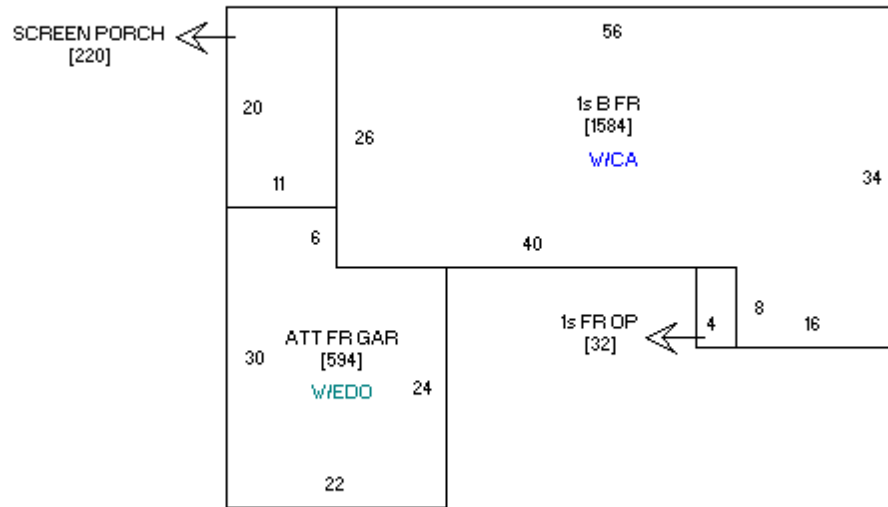 SCREEN PORCH
[220]
56
20
1s B FR
[1584]
26
W/CA
34
11
6
40
1s FR OP
[32]
4
8
16
ATT FR GAR
[594]
30
W/EDO
24
22